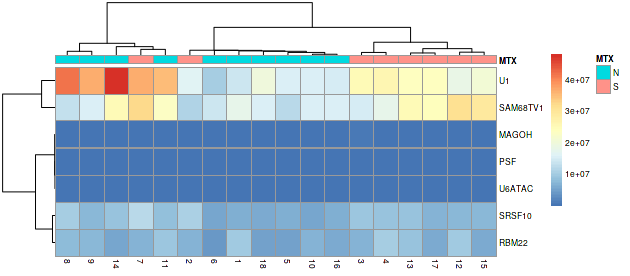 MTX
U1
SAM68TV1
MAGOH
PSF
U6ATAC
SRSF10
RBM22
8 9 14 7 11 2 6 1 18 5 10 16 3 4 13 17 12 15
4e+07
3e+07
2e+07
1e+07
MTX
N
S